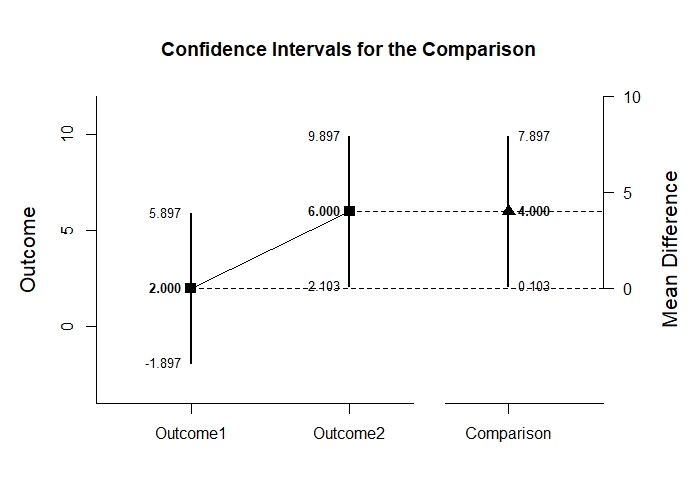 Confidence Intervals for the Comparison
Outcome
10
5
0
5.897
2.000
-1.897
9.897
6.000
2.103
7.897
4.000
0.103
10
5
0
Mean Difference
Outcome1
Outcome2
Comparison